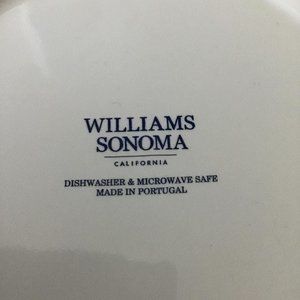 WILLIAMS
SONOMA
CALIFORNIA
DISHWASHER & MICROWAVE SAFE
MADE IN PORTUGAL